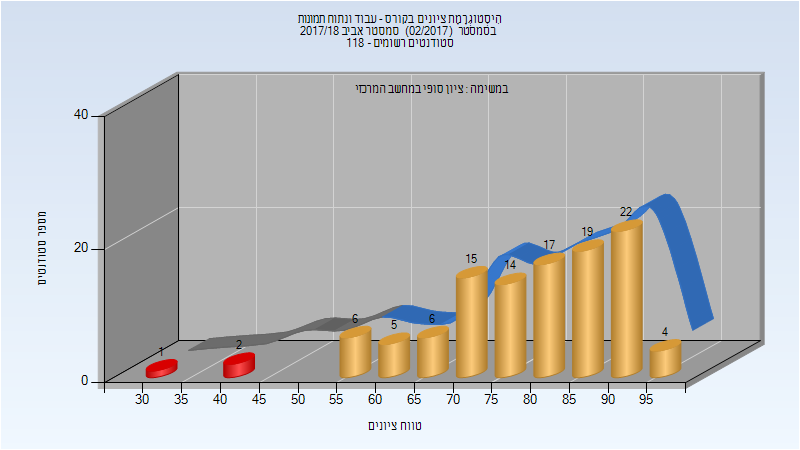 היסטוגרמת ציונים בקורס - עבוד ונתוח תמונות
בסמסטר (02/2017) סמסטר אביב 2017/18
סטודנטים רשומים - 118
במשימה : ציון סופי במחשב המרכזי
מספר סטודנטים
40
20
0
1
2
6
5
6
15
14
17
19
22
4
30 35 40 45 50 55 60 65 70 75 80 85 90 95
טווח ציונים